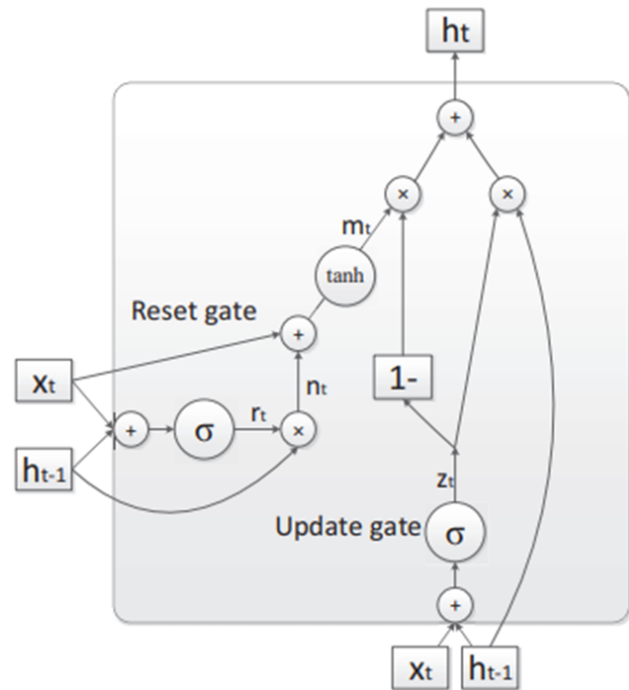 ht
+
×
×
mt
tanh
Reset gate
+
xt
1-
nt
+
σ
rt
×
ht-1
zt
Update gate
σ
+
xt
ht-1